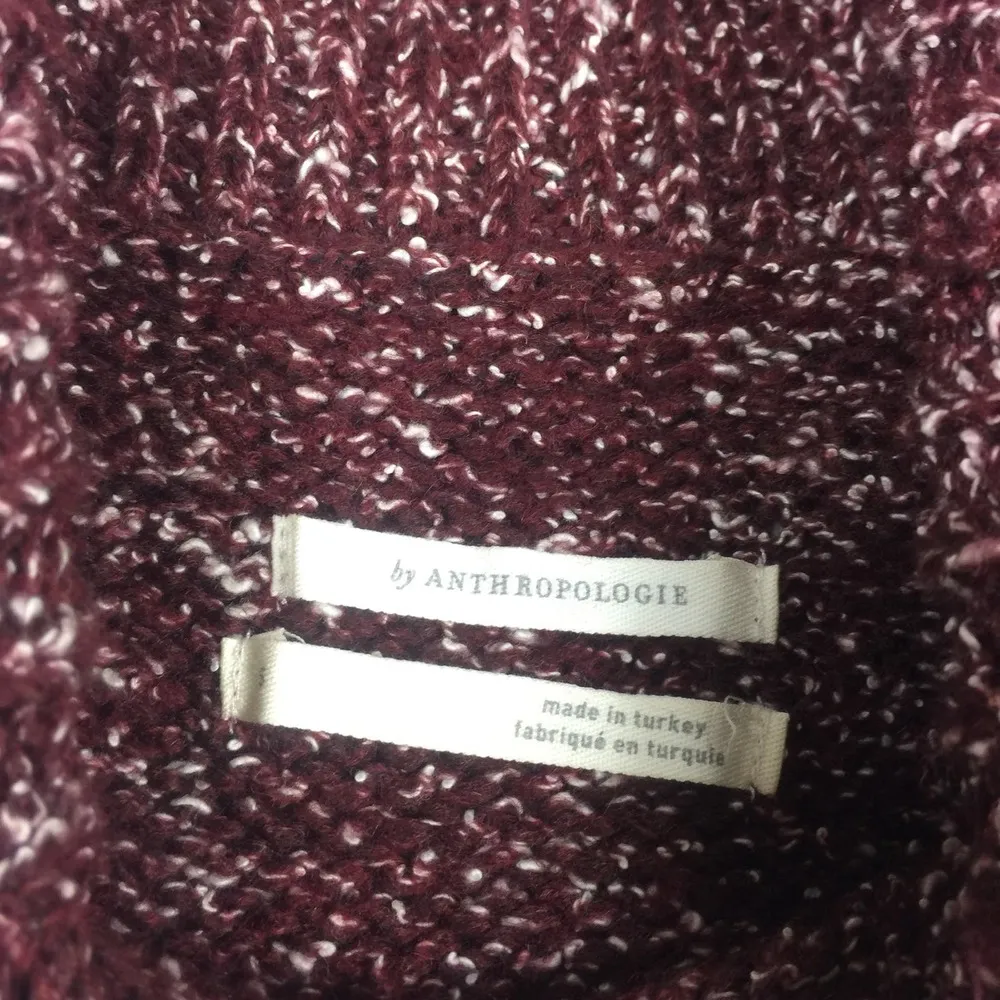 by ANTHROPOLOGIE
made in turkey
fabriqué en turquie